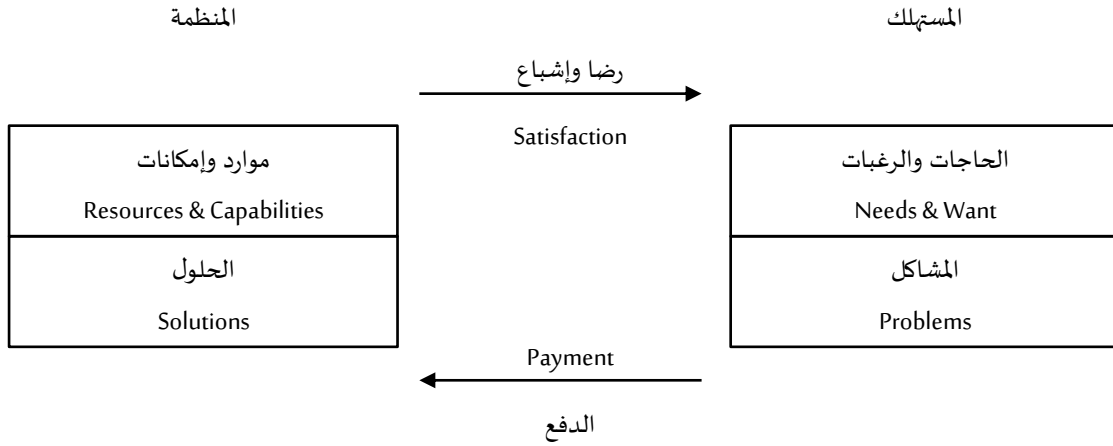 المستهلك
المنظمة
رضا وإشباع
Satisfaction
الحاجات والرغبات
Needs & Want
المشاكل
Problems
موارد وإمكانات
Resources & Capabilities
الحلول
Solutions
Payment
الدفع